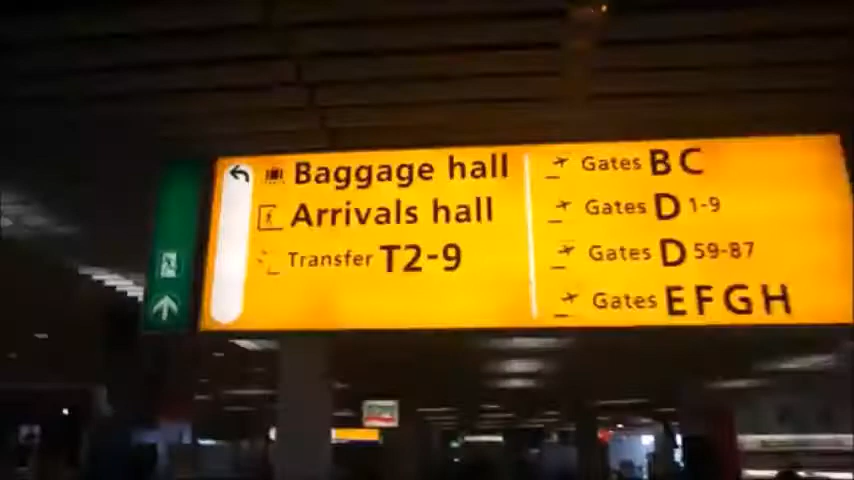 Baggage hall
Arrivals hall
Transfer T2-9
Gates B C
Gates D 1-9
Gates D 59-87
Gates E F G H